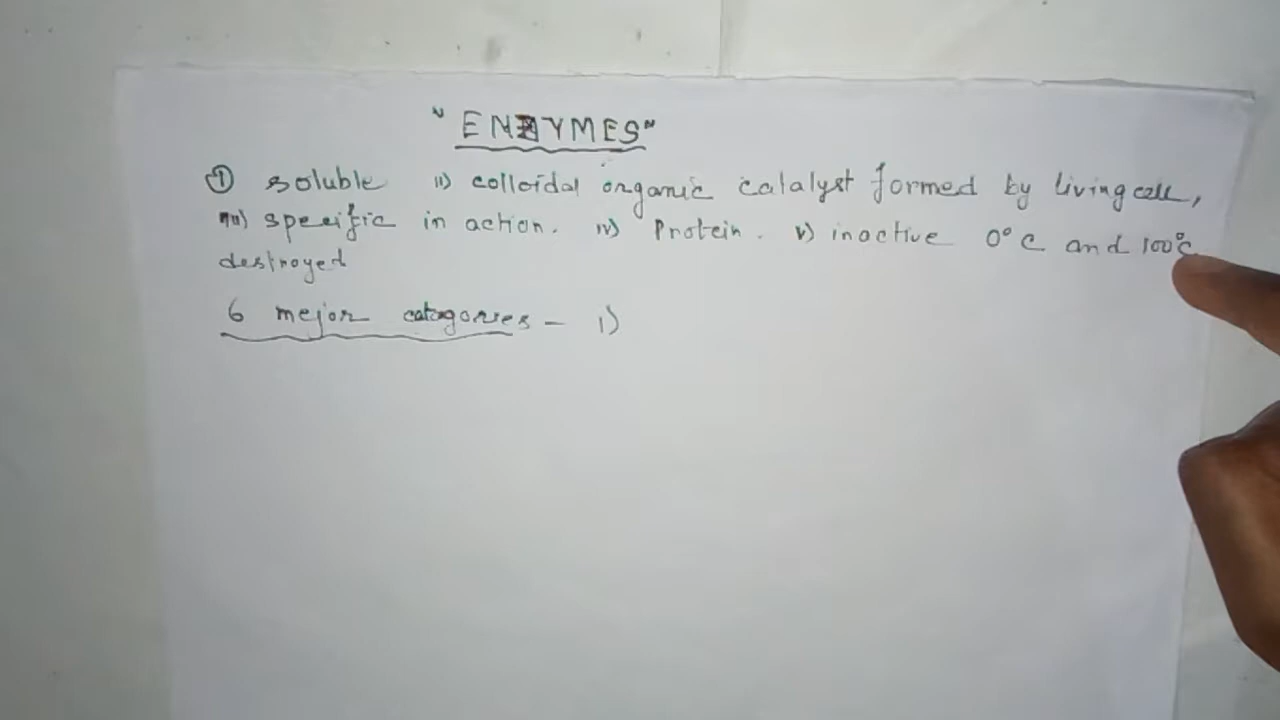 "ENZYMES"
① soluble ii) colloidal organic catalyst formed by living cell,
iii) specific in action. iv) Protein. v) inactive 0°C and 100°C
destroyed
6 mejor catagories - i)